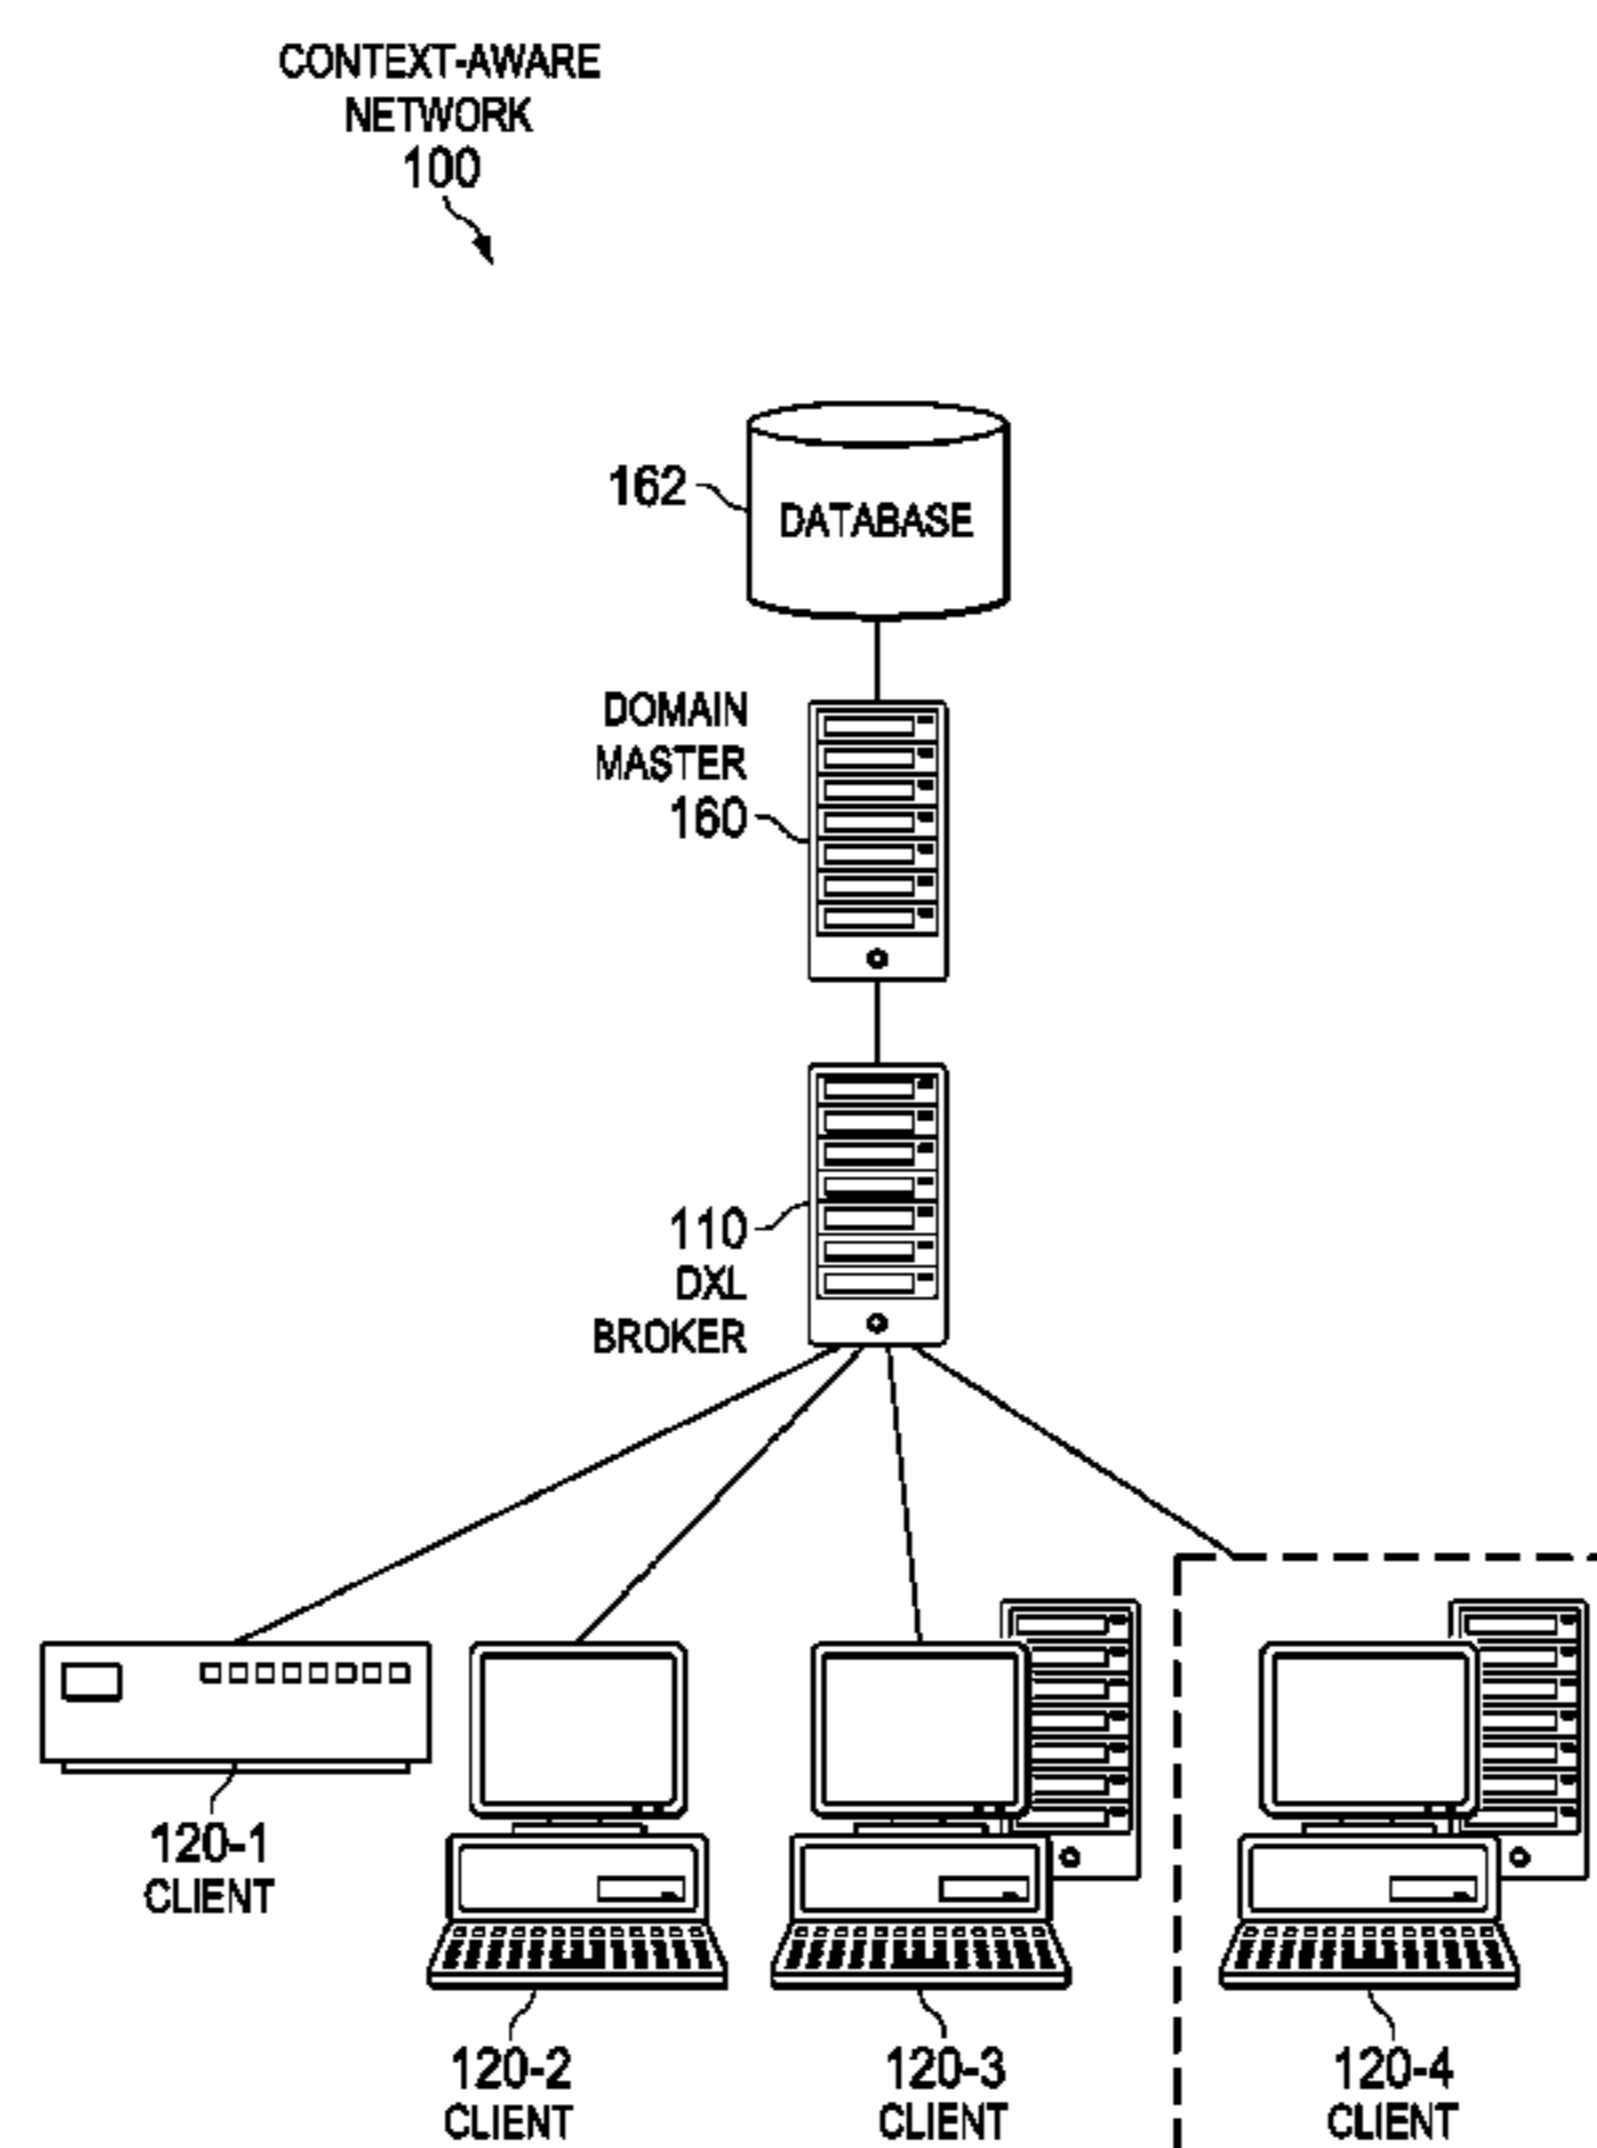 CONTEXT-AWARE
NETWORK
100
162
DATABASE
DOMAIN
MASTER
160
110
DXL
BROKER
120-1
CLIENT
120-2
CLIENT
120-3
CLIENT
120-4
CLIENT